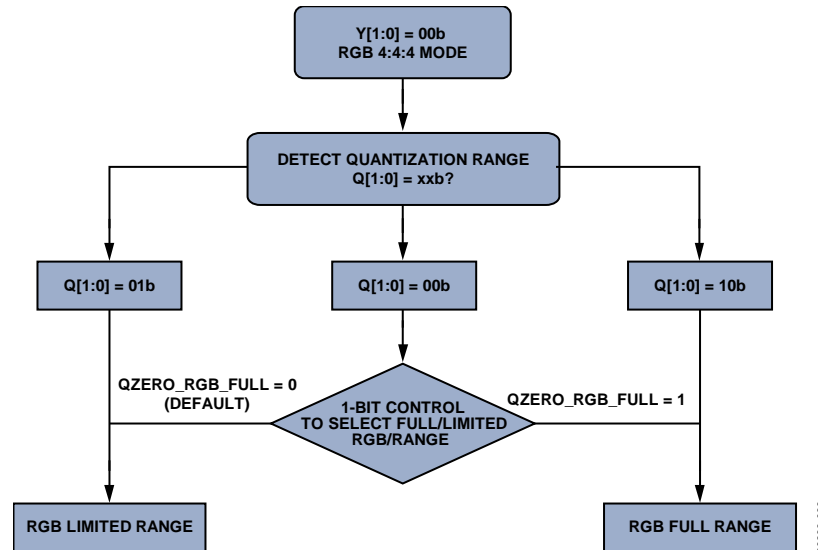 Y[1:0] = 00b
RGB 4:4:4 MODE
DETECT QUANTIZATION RANGE
Q[1:0] = xxb?
Q[1:0] = 01b
Q[1:0] = 00b
Q[1:0] = 10b
QZERO_RGB_FULL = 0
(DEFAULT)
1-BIT CONTROL
TO SELECT FULL/LIMITED
RGB/RANGE
QZERO_RGB_FULL = 1
RGB LIMITED RANGE
RGB FULL RANGE